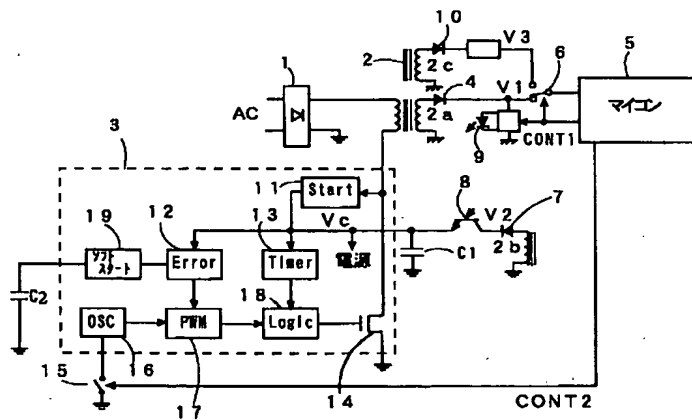 10
V3
6
5
2
2c
4
1
V1
AC
2a
マイコン
CONT1
9
3
11
Start
8
7
19
12
13
Vc
V2
2b
ソフト
スタート
Error
Timer
電源
C1
C2
18
OSC
PWM
Logic
15
16
17
14
CONT2